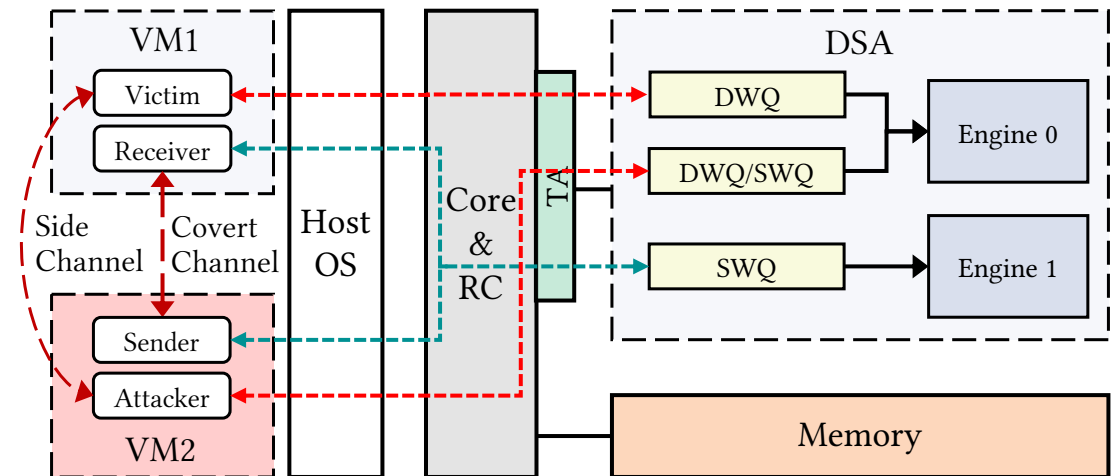 VM1
Victim
Receiver
Side
Channel
Covert
Channel
Sender
Attacker
VM2
Host
OS
Core
&
RC
TA
DSA
DWQ
DWQ/SWQ
SWQ
Engine 0
Engine 1
Memory